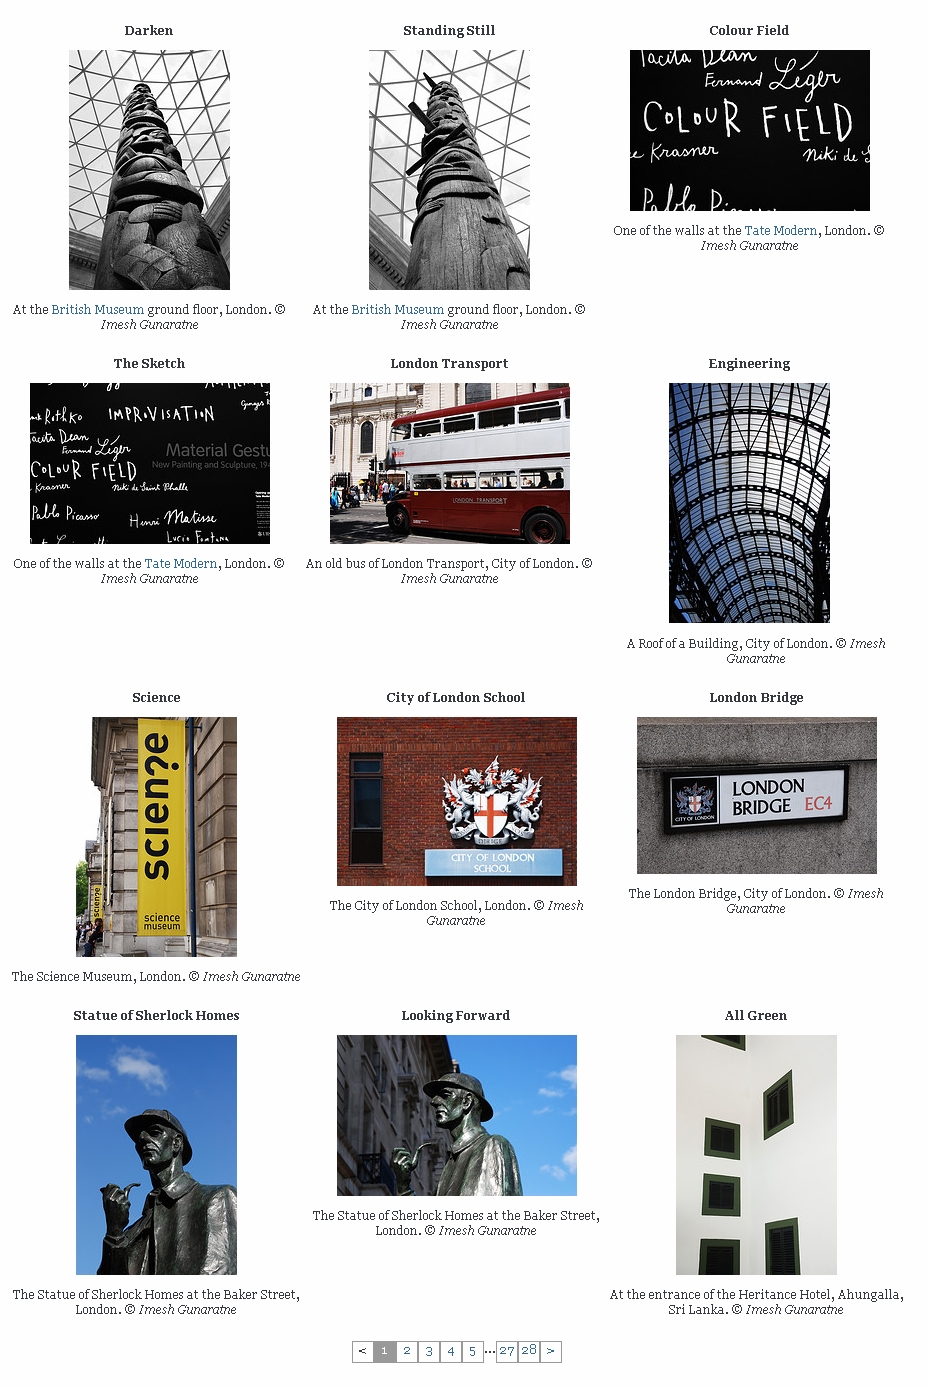 Darken
Standing Still
Colour Field
Tacita Dean
Fernand Léger
COLOUR FIELD
Krasner
Niki de
Pablo
At the British Museum ground floor, London. ©
Imesh Gunaratne
At the British Museum ground floor, London. ©
Imesh Gunaratne
One of the walls at the Tate Modern, London. ©
Imesh Gunaratne
The Sketch
London Transport
Engineering
Rothko
IMPROVISATION
Tacita Dean
Fernand Léger
Material
New Painting and Sculpture,
COLOUR FIELD
Krasner
Niki de Saint Phalle
Pablo Picasso
Henri Matisse
Lucio Fontana
LONDON TRANSPORT
One of the walls at the Tate Modern, London. ©
Imesh Gunaratne
An old bus of London Transport, City of London. ©
Imesh Gunaratne
A Roof of a Building, City of London. © Imesh
Gunaratne
Science
City of London School
London Bridge
scien?e
science
museum
DIRIGE
CITY OF LONDON
SCHOOL
CITY OF LONDON
LONDON
BRIDGE EC4
The Science Museum, London. © Imesh Gunaratne
The City of London School, London. © Imesh
Gunaratne
The London Bridge, City of London. © Imesh
Gunaratne
Statue of Sherlock Homes
Looking Forward
All Green
The Statue of Sherlock Homes at the Baker Street,
London. © Imesh Gunaratne
The Statue of Sherlock Homes at the Baker Street,
London. © Imesh Gunaratne
At the entrance of the Heritance Hotel, Ahungalla,
Sri Lanka. © Imesh Gunaratne
< 1 2 3 4 5 ... 27 28 >